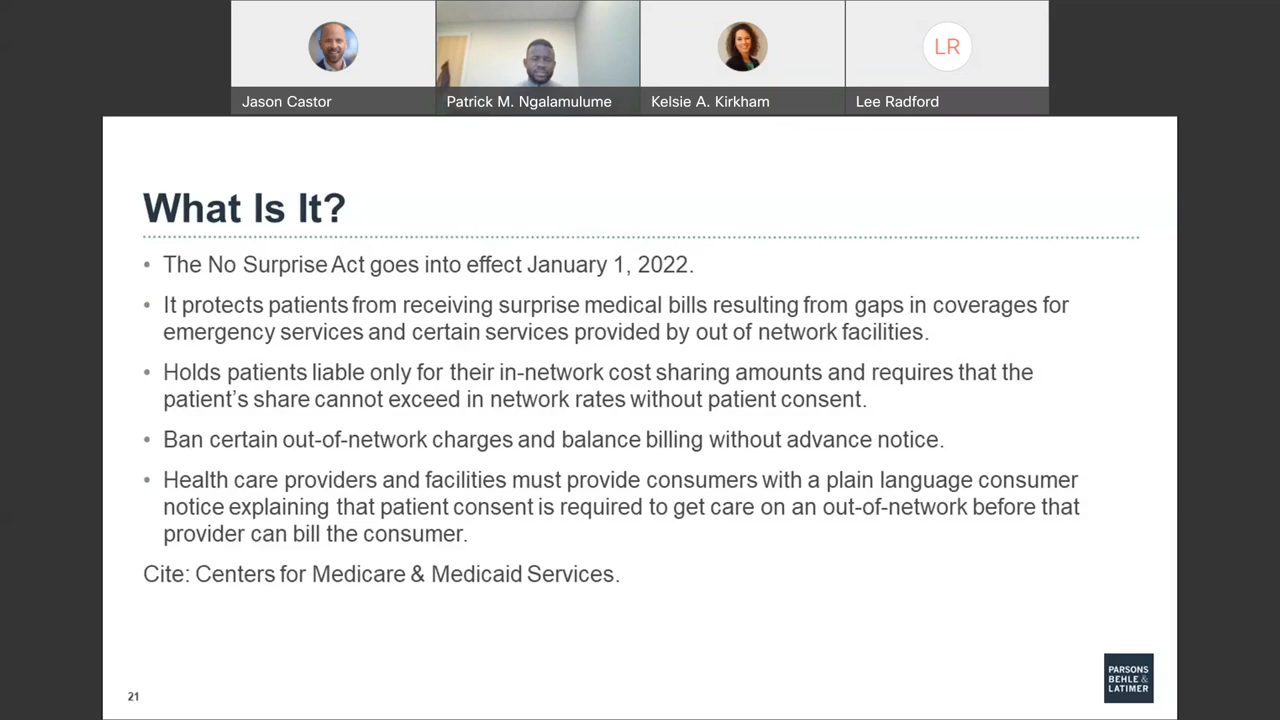 Jason Castor
Patrick M. Ngalamulume
Kelsie A. Kirkham
LR
Lee Radford
What Is It?
• The No Surprise Act goes into effect January 1, 2022.
• It protects patients from receiving surprise medical bills resulting from gaps in coverages for
emergency services and certain services provided by out of network facilities.
• Holds patients liable only for their in-network cost sharing amounts and requires that the
patient’s share cannot exceed in network rates without patient consent.
• Ban certain out-of-network charges and balance billing without advance notice.
• Health care providers and facilities must provide consumers with a plain language consumer
notice explaining that patient consent is required to get care on an out-of-network before that
provider can bill the consumer.
Cite: Centers for Medicare & Medicaid Services.
21
PARSONS
BEHLE &
LATIMER